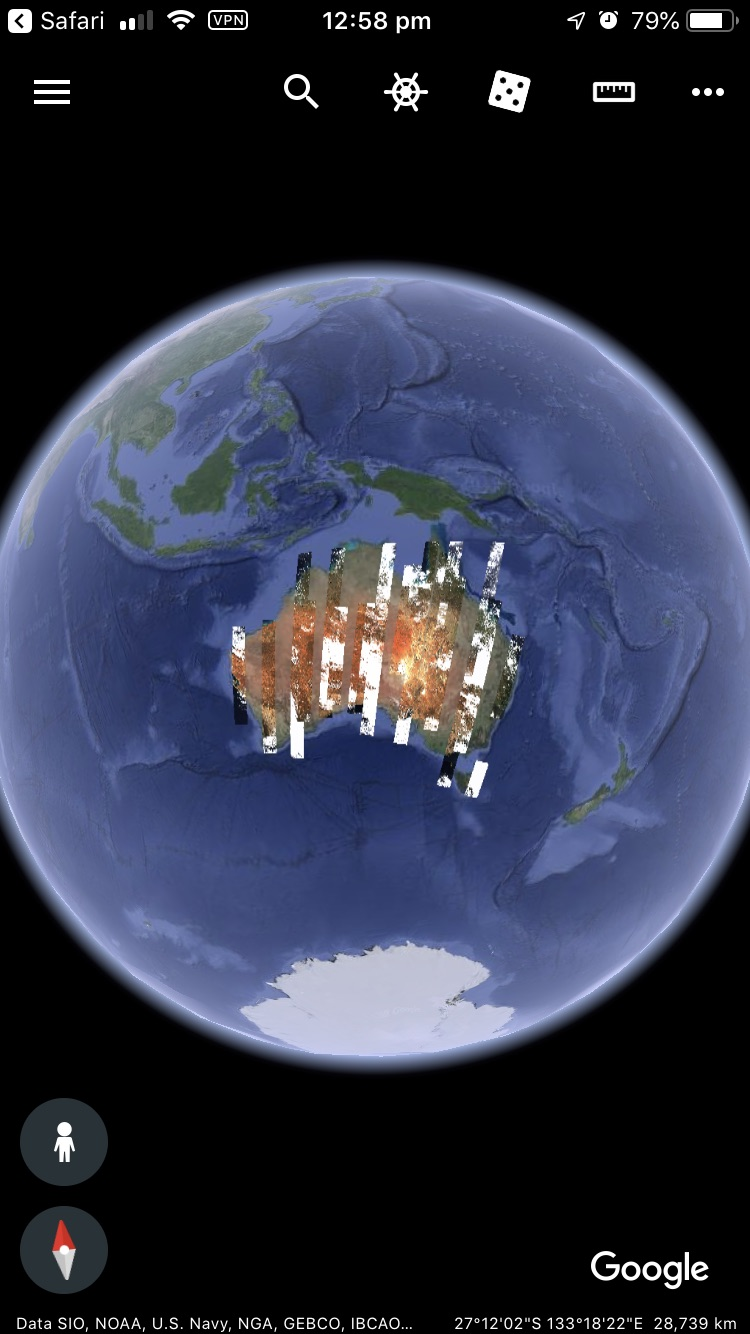 Safari VPN 12:58 pm 79%
Google
Data SIO, NOAA, U.S. Navy, NGA, GEBCO, IBCAO... 27°12'02"S 133°18'22"E 28,739 km